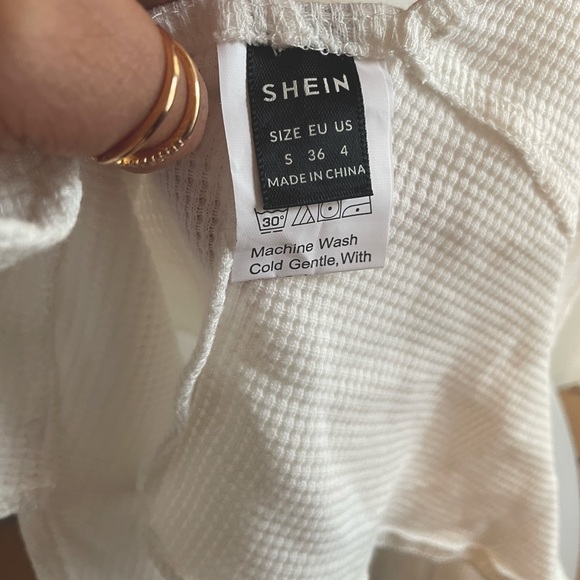 SHEIN
SIZE EU US
S 36 4
MADE IN CHINA
30°
Machine Wash
Cold Gentle, With